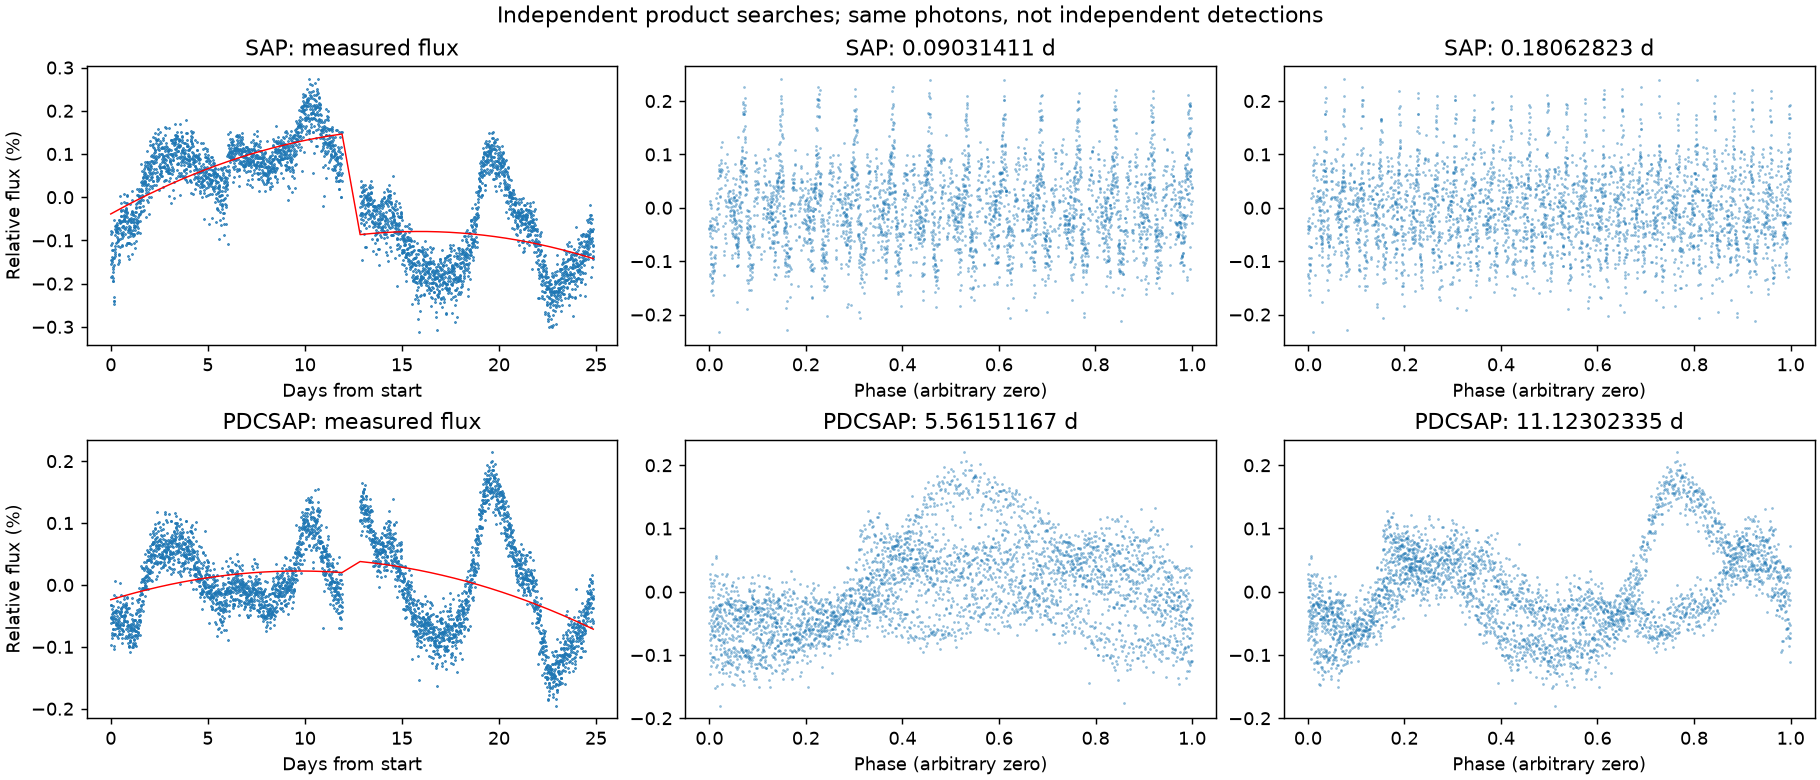 Independent product searches; same photons, not independent detections
SAP: measured flux
SAP: 0.09031411 d
SAP: 0.18062823 d
Relative flux (%)
0.3
0.2
0.1
0.0
−0.1
−0.2
−0.3
0 5 10 15 20 25
Days from start
0.2
0.1
0.0
−0.1
−0.2
0.0 0.2 0.4 0.6 0.8 1.0
Phase (arbitrary zero)
0.2
0.1
0.0
−0.1
−0.2
0.0 0.2 0.4 0.6 0.8 1.0
Phase (arbitrary zero)
PDCSAP: measured flux
PDCSAP: 5.56151167 d
PDCSAP: 11.12302335 d
Relative flux (%)
0.2
0.1
0.0
−0.1
−0.2
0 5 10 15 20 25
Days from start
0.2
0.1
0.0
−0.1
−0.2
0.0 0.2 0.4 0.6 0.8 1.0
Phase (arbitrary zero)
0.2
0.1
0.0
−0.1
−0.2
0.0 0.2 0.4 0.6 0.8 1.0
Phase (arbitrary zero)